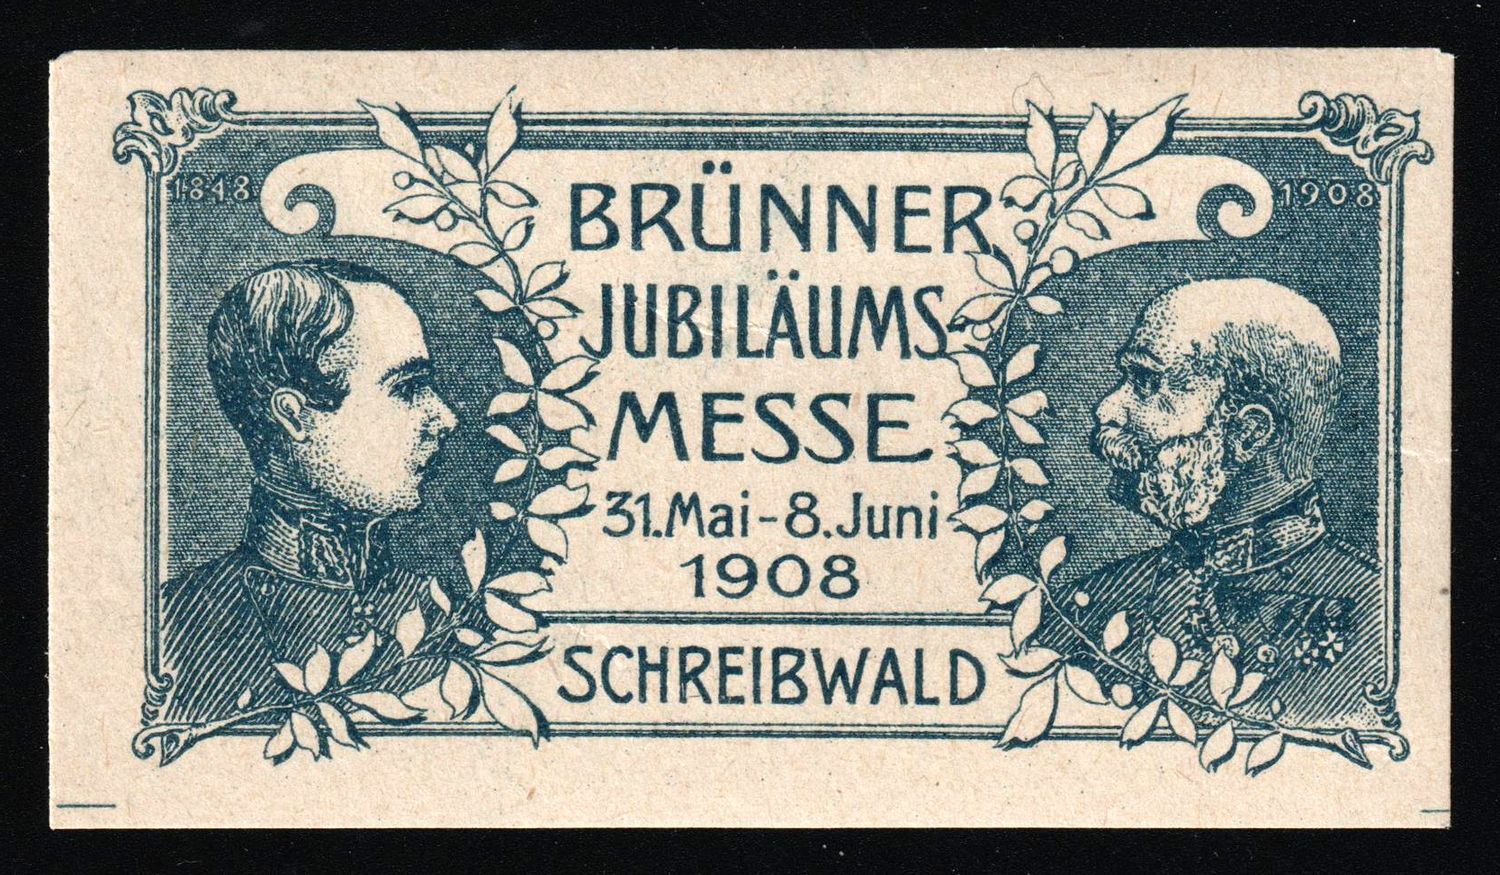 1848
1908
BRÜNNER
JUBILÄUMS
MESSE
31. Mai - 8. Juni
1908
SCHREIBWALD